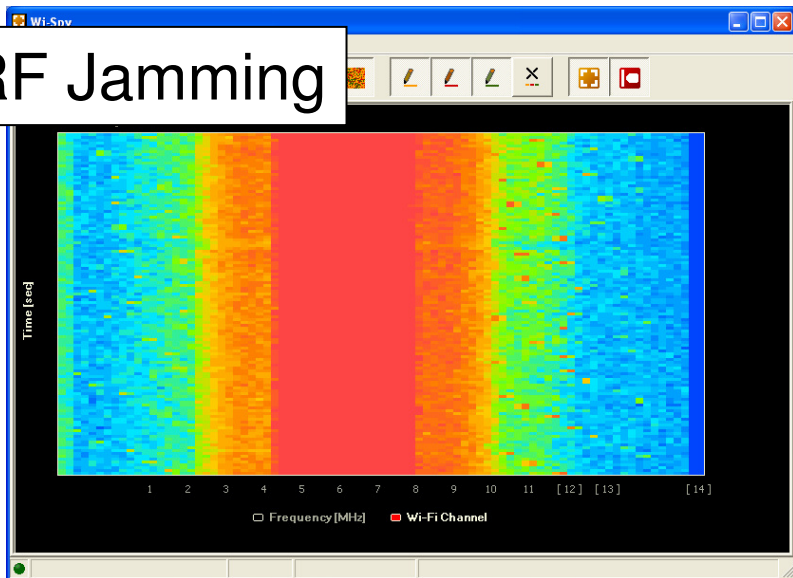 Wi-Spy
RF Jamming
Time [sec]
1 2 3 4 5 6 7 8 9 10 11 [ 12 ] [ 13 ] [ 14 ]
Frequency [MHz] Wi-Fi Channel